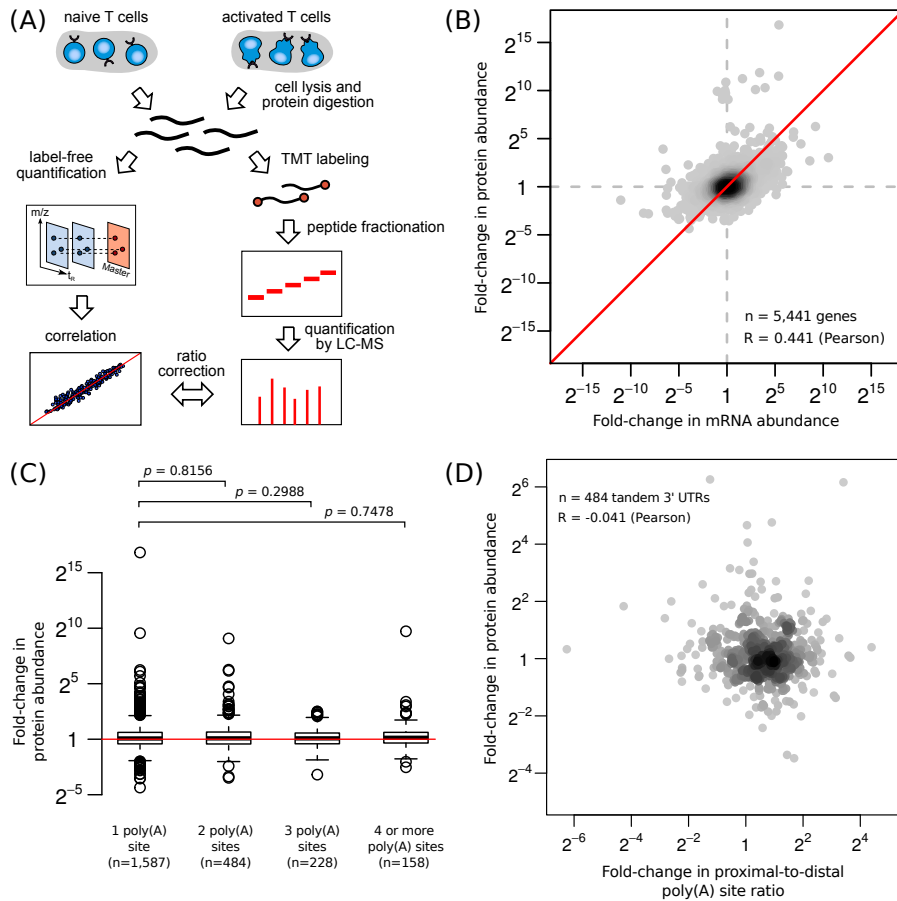 (A)
naive T cells
activated T cells
cell lysis and
protein digestion
label-free
quantification
TMT labeling
m/z
t_R
Master
peptide fractionation
correlation
ratio
correction
quantification
by LC-MS
(B)
Fold-change in protein abundance
2^15
2^10
2^5
1
2^−5
2^−10
2^−15
n = 5,441 genes
R = 0.441 (Pearson)
2^−15
2^−10
2^−5
1
2^5
2^10
2^15
Fold-change in mRNA abundance
(C)
p = 0.8156
p = 0.2988
p = 0.7478
Fold-change in
protein abundance
2^15
2^10
2^5
1
2^−5
1 poly(A)
site
(n=1,587)
2 poly(A)
sites
(n=484)
3 poly(A)
sites
(n=228)
4 or more
poly(A) sites
(n=158)
(D)
n = 484 tandem 3' UTRs
R = -0.041 (Pearson)
Fold-change in protein abundance
2^6
2^4
2^2
1
2^−2
2^−4
2^−6
2^−4
2^−2
1
2^2
2^4
Fold-change in proximal-to-distal
poly(A) site ratio